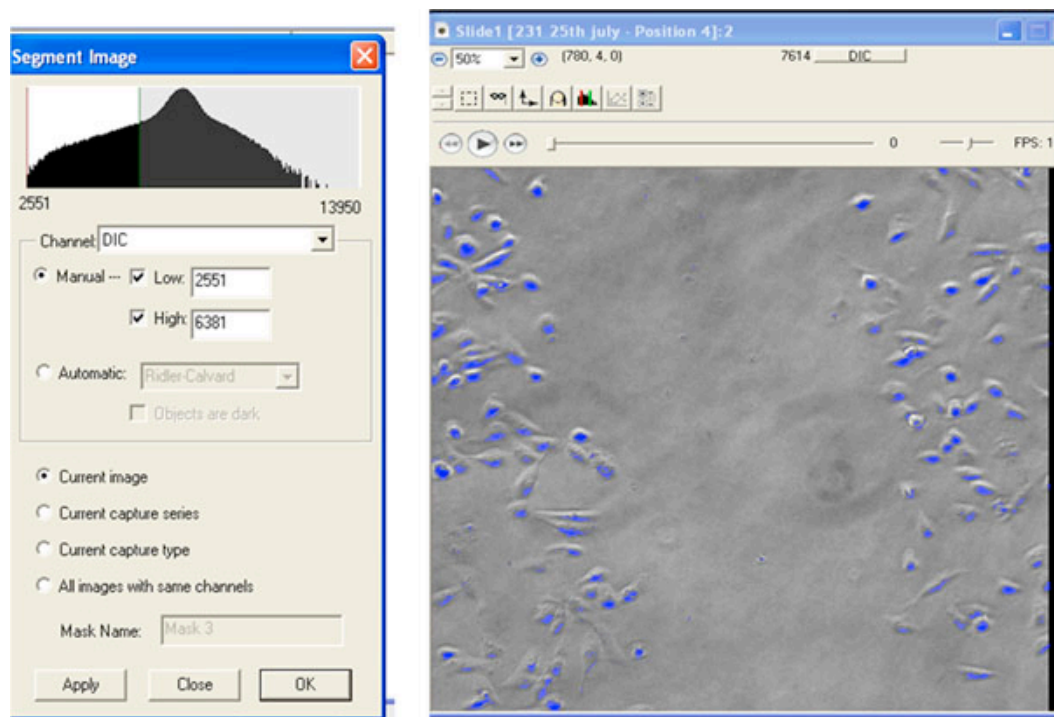 Segment Image
2551 13950
Channel: DIC
Manual --- Low: 2551
High: 6381
Automatic: Ridler-Calvard
Objects are dark
Current image
Current capture series
Current capture type
All images with same channels
Mask Name: Mask 3
Apply Close OK
Slide1 [231 25th july - Position 4]:2
50% (780, 4, 0) 7614 DIC
0 FPS: 1